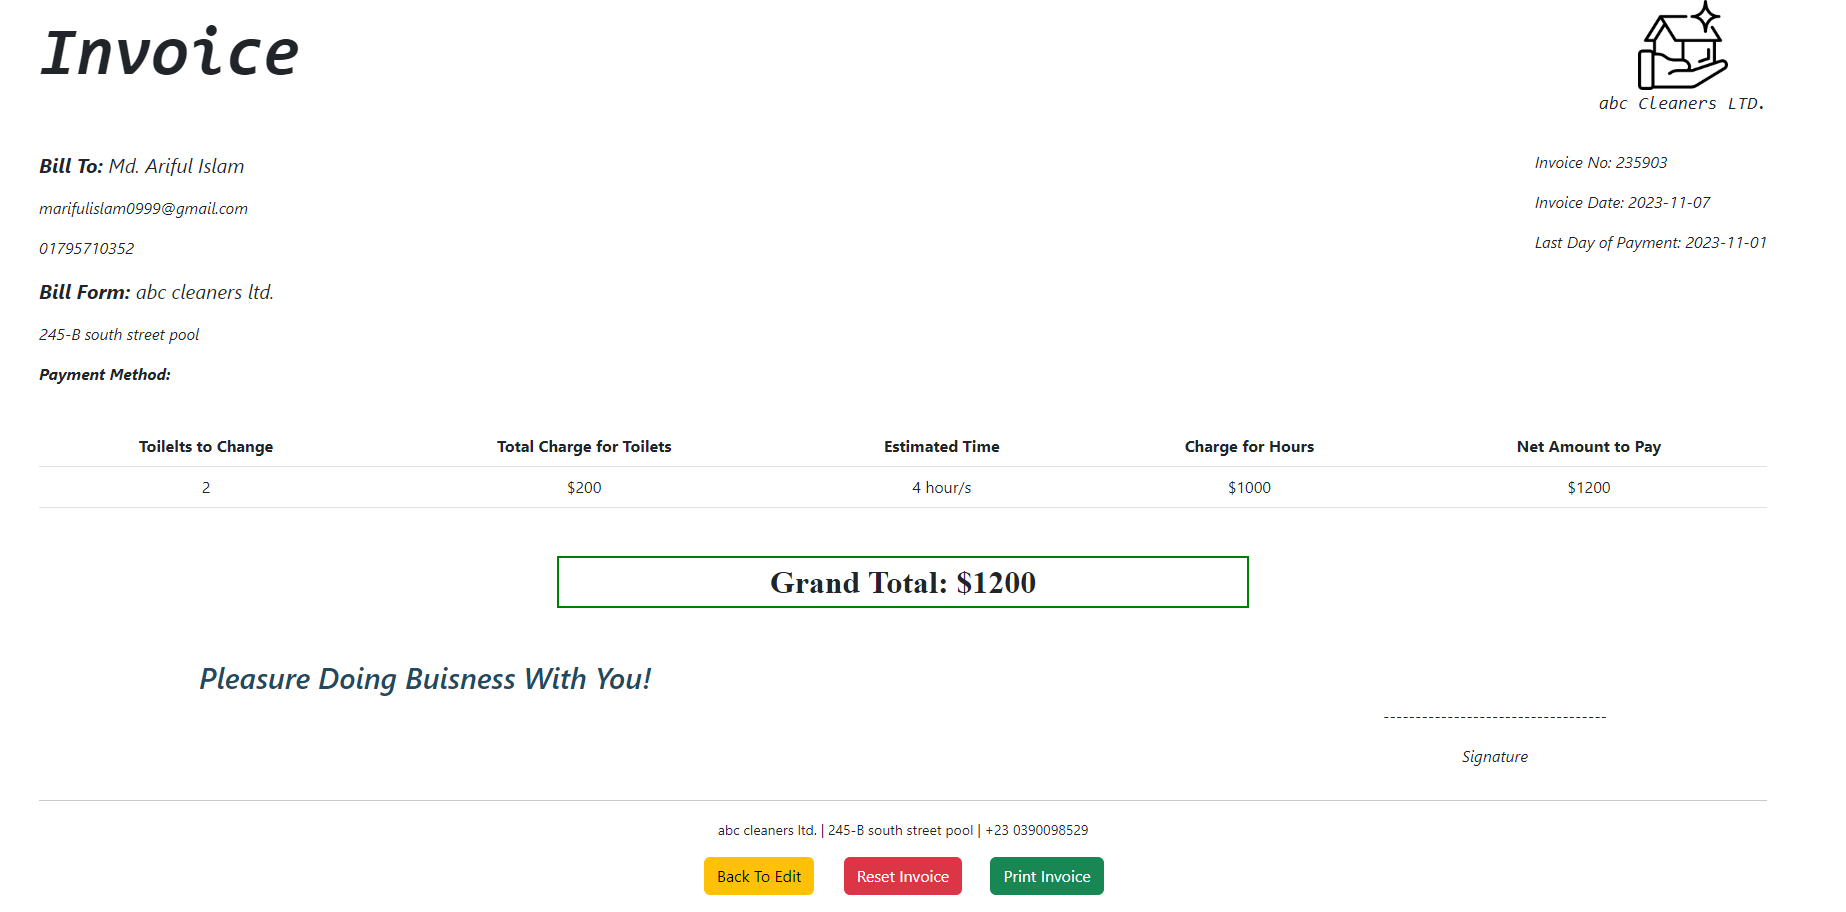 Invoice
abc Cleaners LTD.
Bill To: Md. Ariful Islam
marifulislam0999@gmail.com
01795710352
Invoice No: 235903
Invoice Date: 2023-11-07
Last Day of Payment: 2023-11-01
Bill Form: abc cleaners ltd.
245-B south street pool
Payment Method:
Toilelts to Change Total Charge for Toilets Estimated Time Charge for Hours Net Amount to Pay
2 $200 4 hour/s $1000 $1200
Grand Total: $1200
Pleasure Doing Buisness With You!
-----------------------------------
Signature
abc cleaners ltd. | 245-B south street pool | +23 0390098529
Back To Edit Reset Invoice Print Invoice